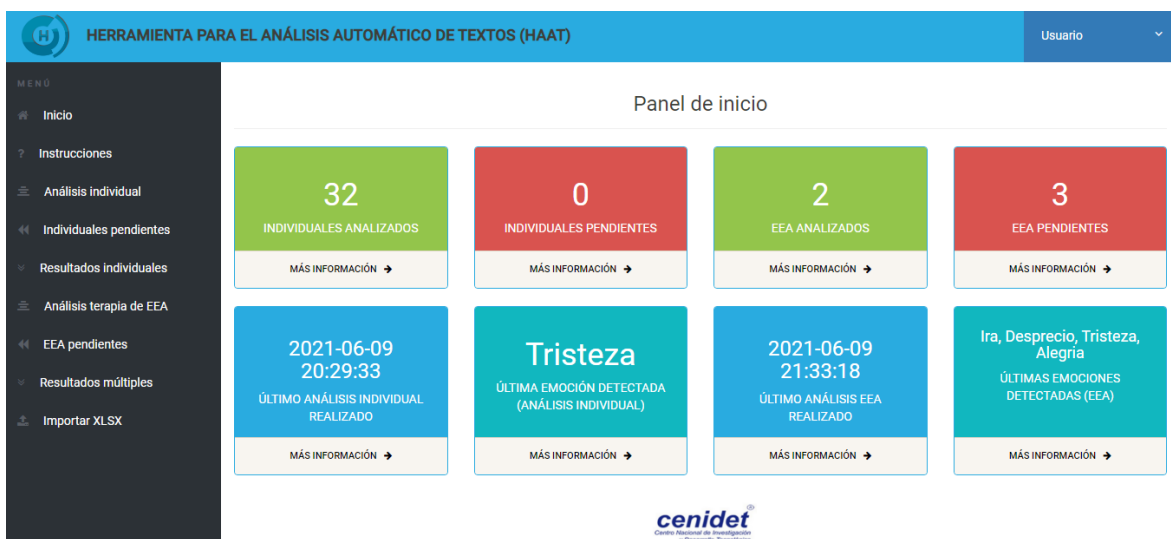 HERRAMIENTA PARA EL ANÁLISIS AUTOMÁTICO DE TEXTOS (HAAT)
Usuario
MENÚ
Inicio
Instrucciones
Análisis individual
Individuales pendientes
Resultados individuales
Análisis terapia de EEA
EEA pendientes
Resultados múltiples
Importar XLSX
Panel de inicio
32
INDIVIDUALES ANALIZADOS
MÁS INFORMACIÓN
0
INDIVIDUALES PENDIENTES
MÁS INFORMACIÓN
2
EEA ANALIZADOS
MÁS INFORMACIÓN
3
EEA PENDIENTES
MÁS INFORMACIÓN
2021-06-09
20:29:33
ÚLTIMO ANÁLISIS INDIVIDUAL
REALIZADO
MÁS INFORMACIÓN
Tristeza
ÚLTIMA EMOCIÓN DETECTADA
(ANÁLISIS INDIVIDUAL)
MÁS INFORMACIÓN
2021-06-09
21:33:18
ÚLTIMO ANÁLISIS EEA
REALIZADO
MÁS INFORMACIÓN
Ira, Desprecio, Tristeza,
Alegria
ÚLTIMAS EMOCIONES
DETECTADAS (EEA)
MÁS INFORMACIÓN
cenidet
Centro Nacional de Investigación